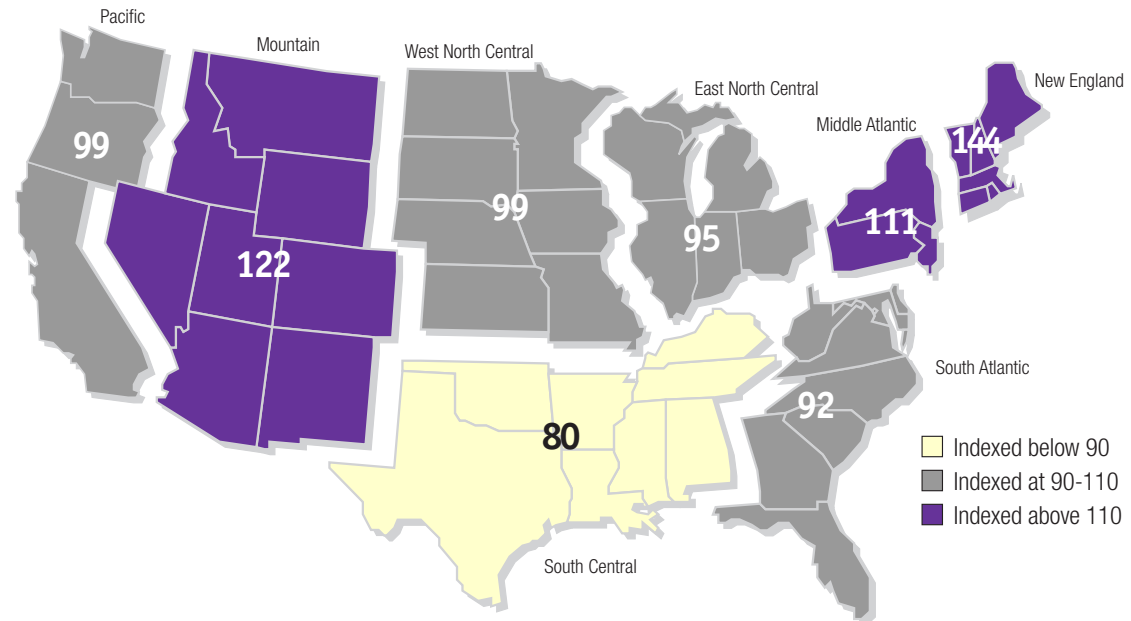 Pacific
Mountain
West North Central
East North Central
New England
Middle Atlantic
99
144
99
111
95
122
South Atlantic
92
80
Indexed below 90
Indexed at 90-110
Indexed above 110
South Central